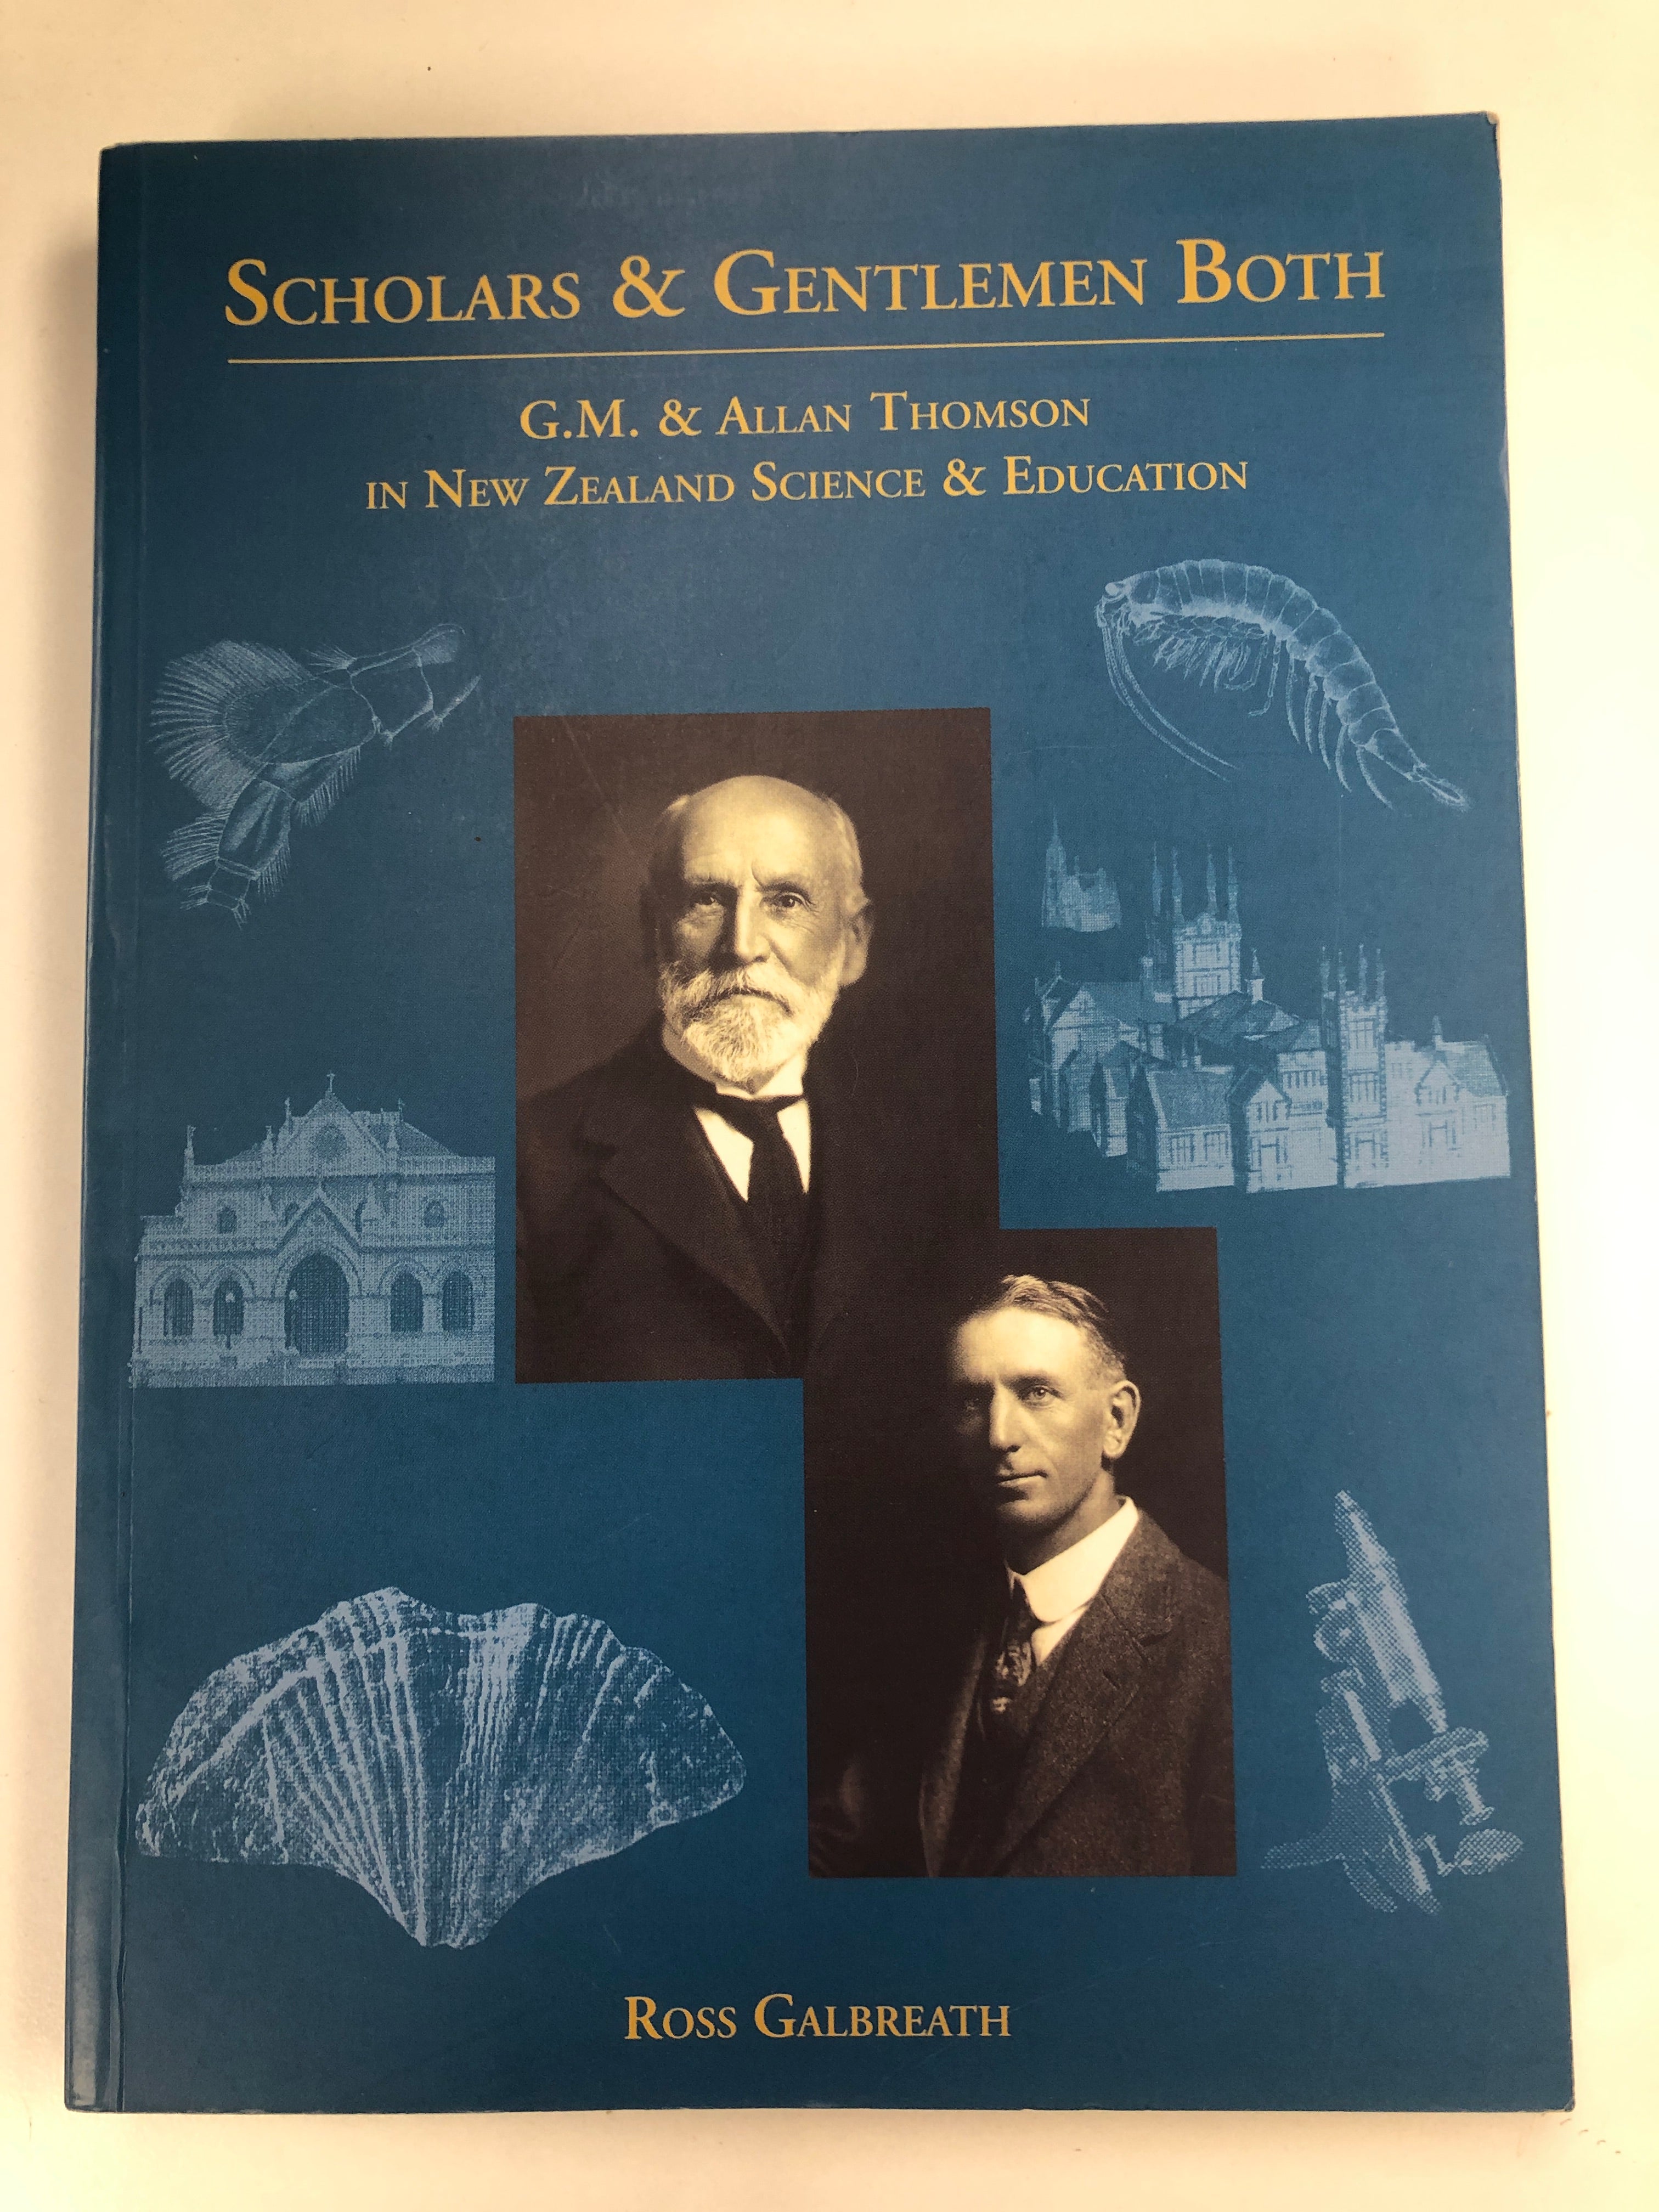 SCHOLARS & GENTLEMEN BOTH
G.M. & ALLAN THOMSON
IN NEW ZEALAND SCIENCE & EDUCATION
ROSS GALBREATH